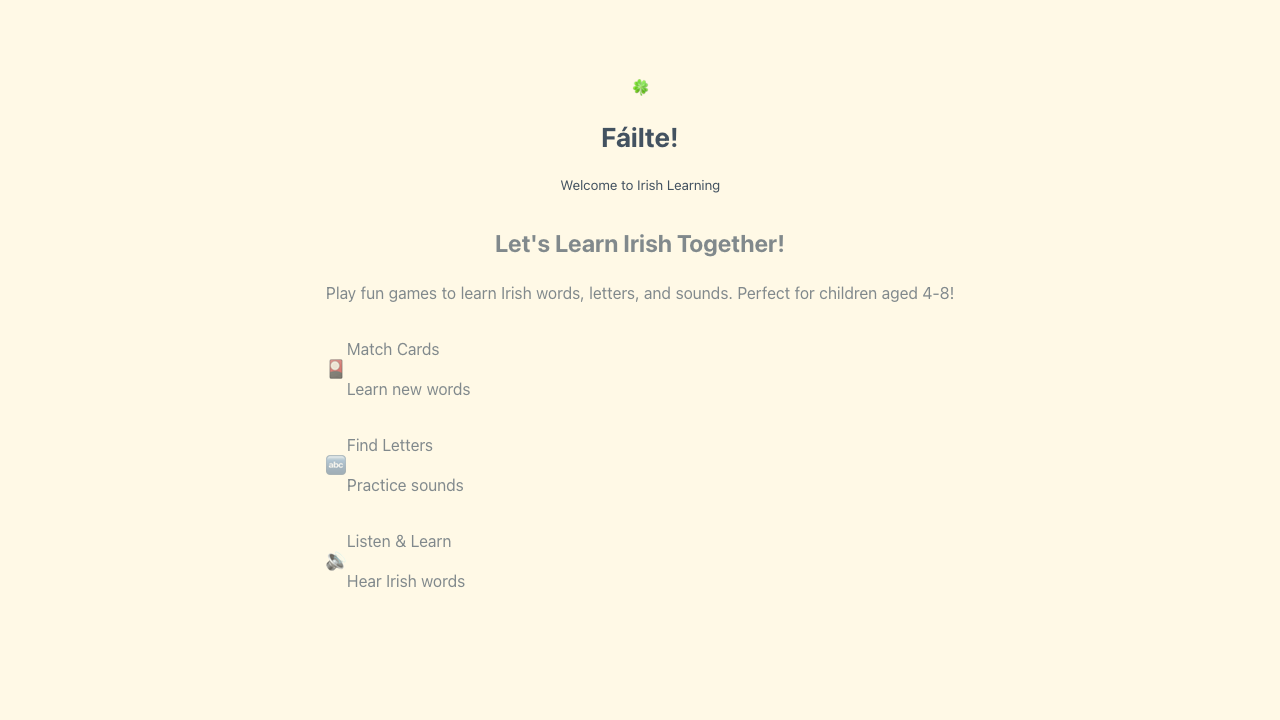 Fáilte!
Welcome to Irish Learning
Let's Learn Irish Together!
Play fun games to learn Irish words, letters, and sounds. Perfect for children aged 4-8!
Match Cards
Learn new words
Find Letters
abc
Practice sounds
Listen & Learn
Hear Irish words